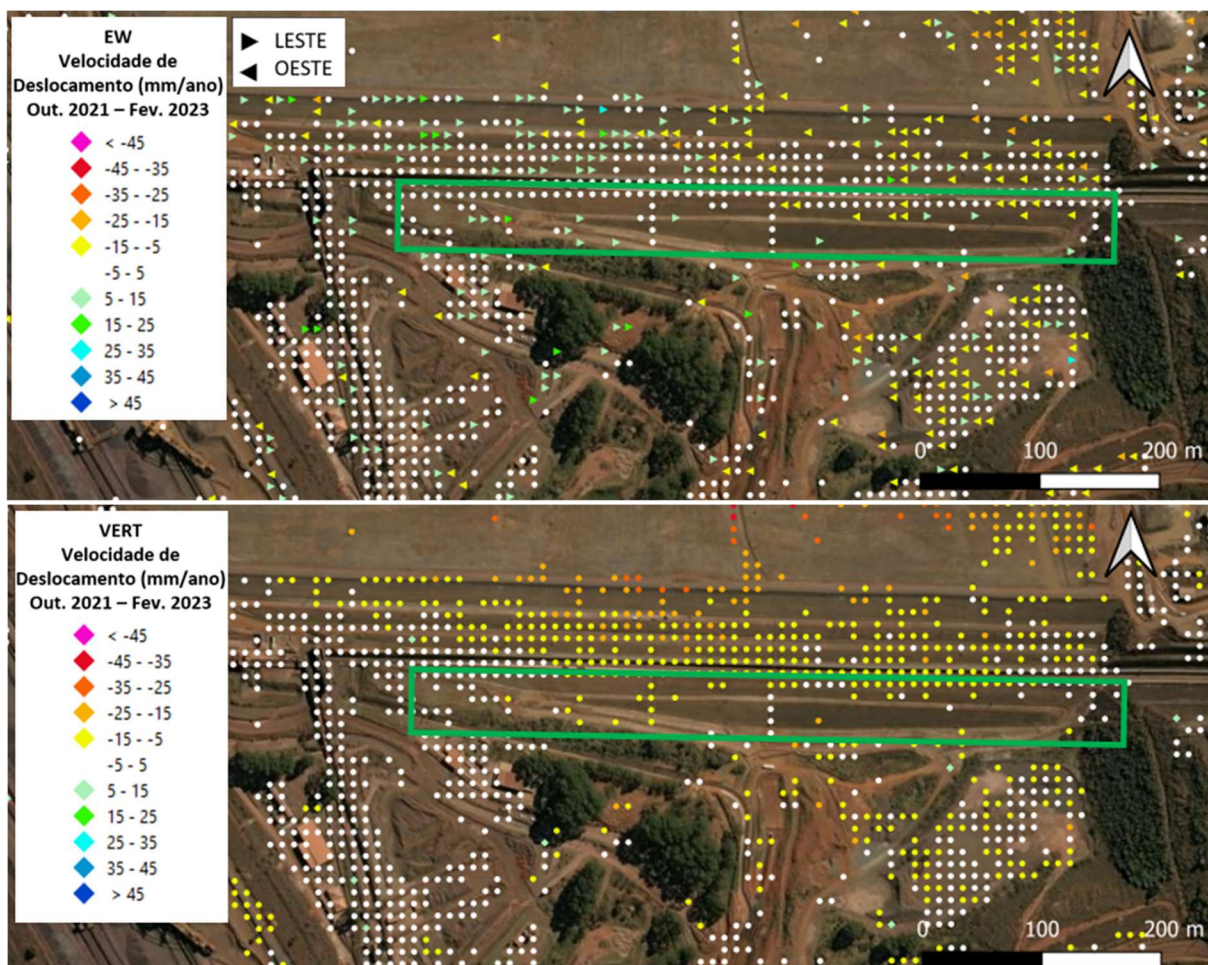 EW
Velocidade de
Deslocamento (mm/ano)
Out. 2021 – Fev. 2023
< -45
-45 - -35
-35 - -25
-25 - -15
-15 - -5
-5 - 5
5 - 15
15 - 25
25 - 35
35 - 45
> 45
LESTE
OESTE
0 100 200 m
VERT
Velocidade de
Deslocamento (mm/ano)
Out. 2021 – Fev. 2023
< -45
-45 - -35
-35 - -25
-25 - -15
-15 - -5
-5 - 5
5 - 15
15 - 25
25 - 35
35 - 45
> 45
0 100 200 m